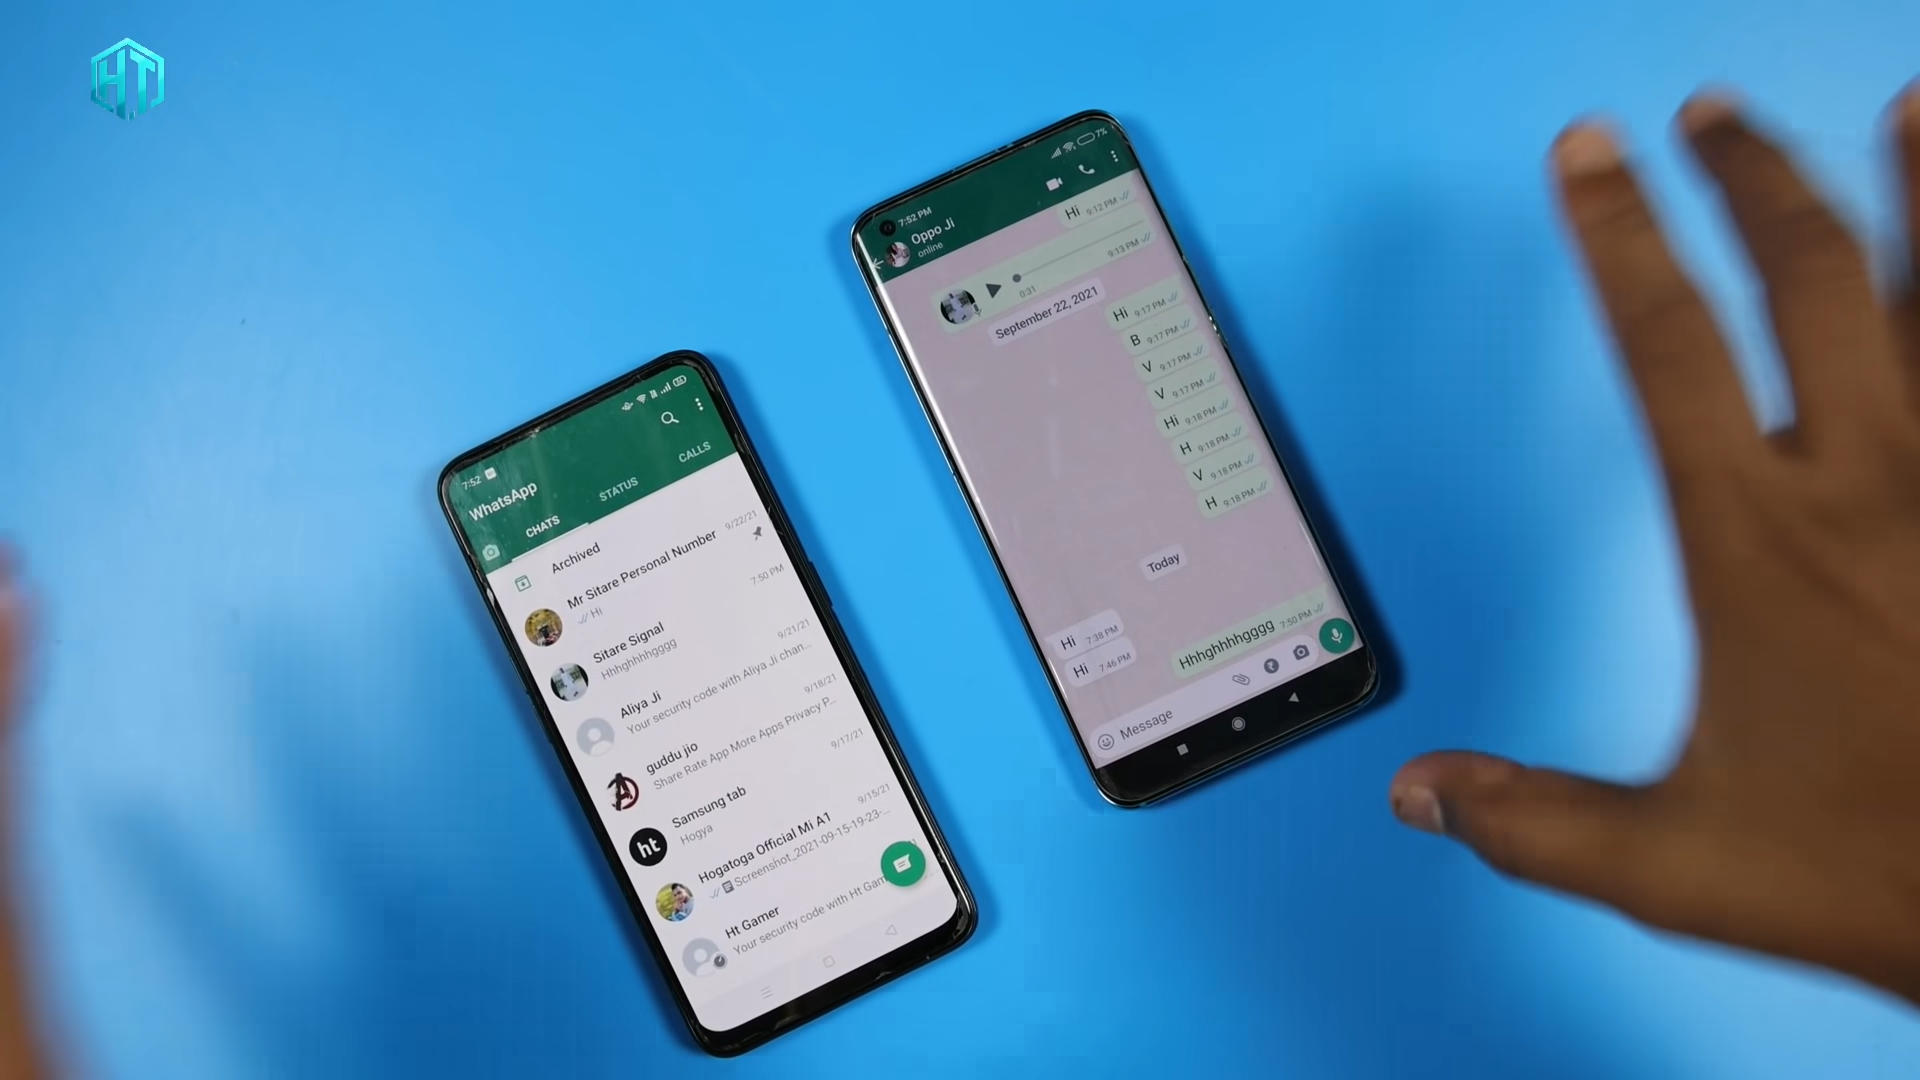 HT
7:52
WhatsApp
CHATS
STATUS
CALLS
Archived
Mr Sitare Personal Number
9/22/21
Hi
Sitare Signal
7:50 PM
Hhhghhhhgggg
Aliya Ji
9/21/21
Your security code with Aliya Ji chan...
guddu jio
9/18/21
Share Rate App More Apps Privacy P...
Samsung tab
9/17/21
Hogya
ht
Hogatoga Official Mi A1
9/15/21
Screenshot_2021-09-15-19-23-...
Ht Gamer
Your security code with Ht Gam
7:52 PM
7%
Oppo Ji
online
Hi 9:12 PM
0:31
9:13 PM
September 22, 2021
Hi 9:17 PM
B 9:17 PM
V 9:17 PM
V 9:17 PM
Hi 9:18 PM
H 9:18 PM
V 9:18 PM
H 9:18 PM
Today
Hi 7:38 PM
Hi 7:46 PM
Hhhghhhhgggg 7:50 PM
Message